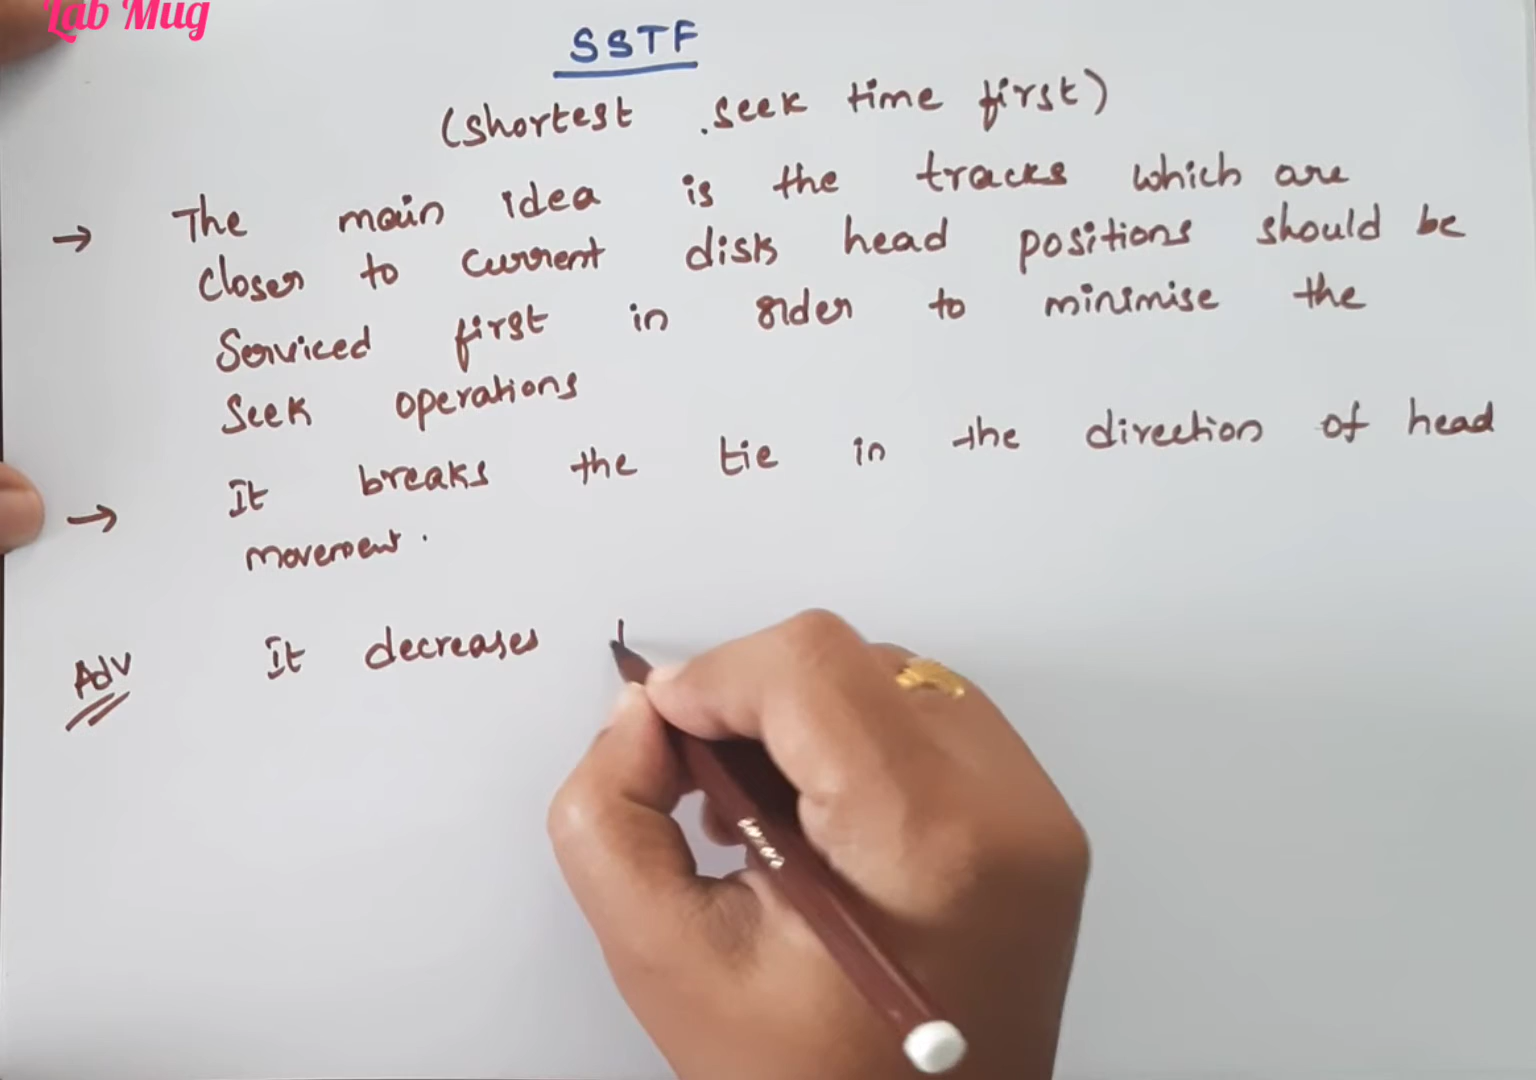 Lab Mug
SSTF
(shortest seek time first)
→ The main idea is the tracks which are
closer to current disk head positions should be
Serviced first in order to minimise the
Seek operations
→ It breaks the tie in the direction of head
movement.
Adv It decreases